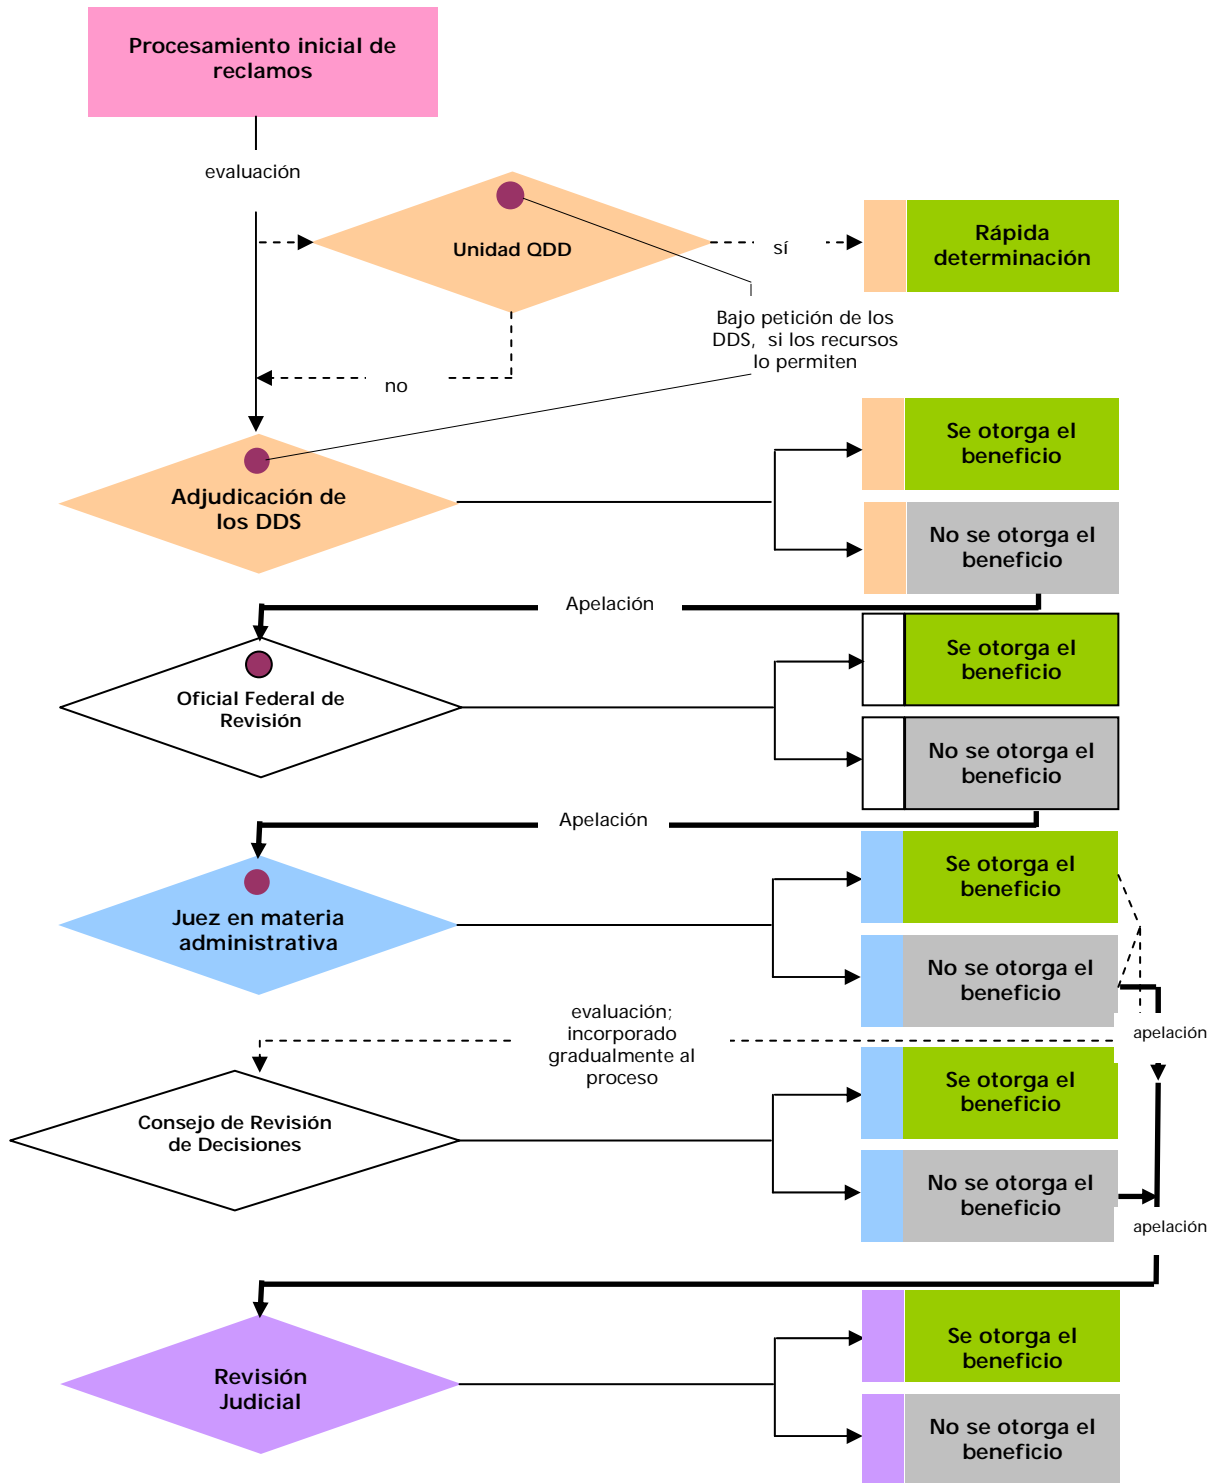 Procesamiento inicial de
reclamos
evaluación
Unidad QDD
sí
Rápida
determinación
Bajo petición de los
DDS, si los recursos
lo permiten
no
Adjudicación de
los DDS
Se otorga el
beneficio
No se otorga el
beneficio
Apelación
Oficial Federal de
Revisión
Se otorga el
beneficio
No se otorga el
beneficio
Apelación
Juez en materia
administrativa
Se otorga el
beneficio
No se otorga el
beneficio
evaluación;
incorporado
gradualmente al
proceso
apelación
Consejo de Revisión
de Decisiones
Se otorga el
beneficio
No se otorga el
beneficio
apelación
Revisión
Judicial
Se otorga el
beneficio
No se otorga el
beneficio